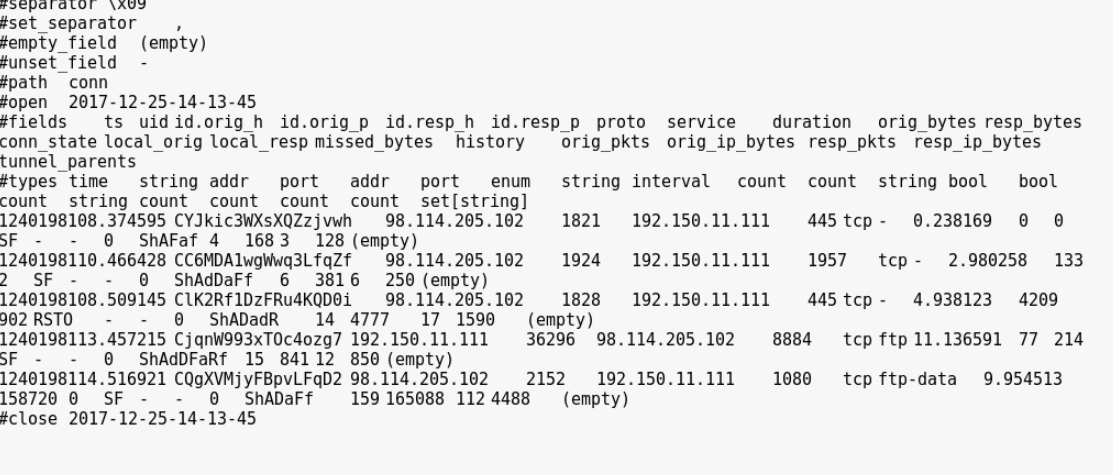 #separator \x09
#set_separator ,
#empty_field (empty)
#unset_field -
#path conn
#open 2017-12-25-14-13-45
#fields ts uid id.orig_h id.orig_p id.resp_h id.resp_p proto service duration orig_bytes resp_bytes
conn_state local_orig local_resp missed_bytes history orig_pkts orig_ip_bytes resp_pkts resp_ip_bytes
tunnel_parents
#types time string addr port addr port enum string interval count count string bool bool
count string count count count count set[string]
1240198108.374595 CYJkic3WXsXQZzjvwh 98.114.205.102 1821 192.150.11.111 445 tcp - 0.238169 0 0
SF - - 0 ShAFaf 4 168 3 128 (empty)
1240198110.466428 CC6MDA1wgWwq3LfqZf 98.114.205.102 1924 192.150.11.111 1957 tcp - 2.980258 133
2 SF - - 0 ShAdDaFf 6 381 6 250 (empty)
1240198108.509145 ClK2Rf1DzFRu4KQD0i 98.114.205.102 1828 192.150.11.111 445 tcp - 4.938123 4209
902 RSTO - - 0 ShADadR 14 4777 17 1590 (empty)
1240198113.457215 CjqnW993xTOc4ozg7 192.150.11.111 36296 98.114.205.102 8884 tcp ftp 11.136591 77 214
SF - - 0 ShAdDFaRf 15 841 12 850 (empty)
1240198114.516921 CQgXVMjyFBpvLFqD2 98.114.205.102 2152 192.150.11.111 1080 tcp ftp-data 9.954513
158720 0 SF - - 0 ShADaFf 159 165088 112 4488 (empty)
#close 2017-12-25-14-13-45